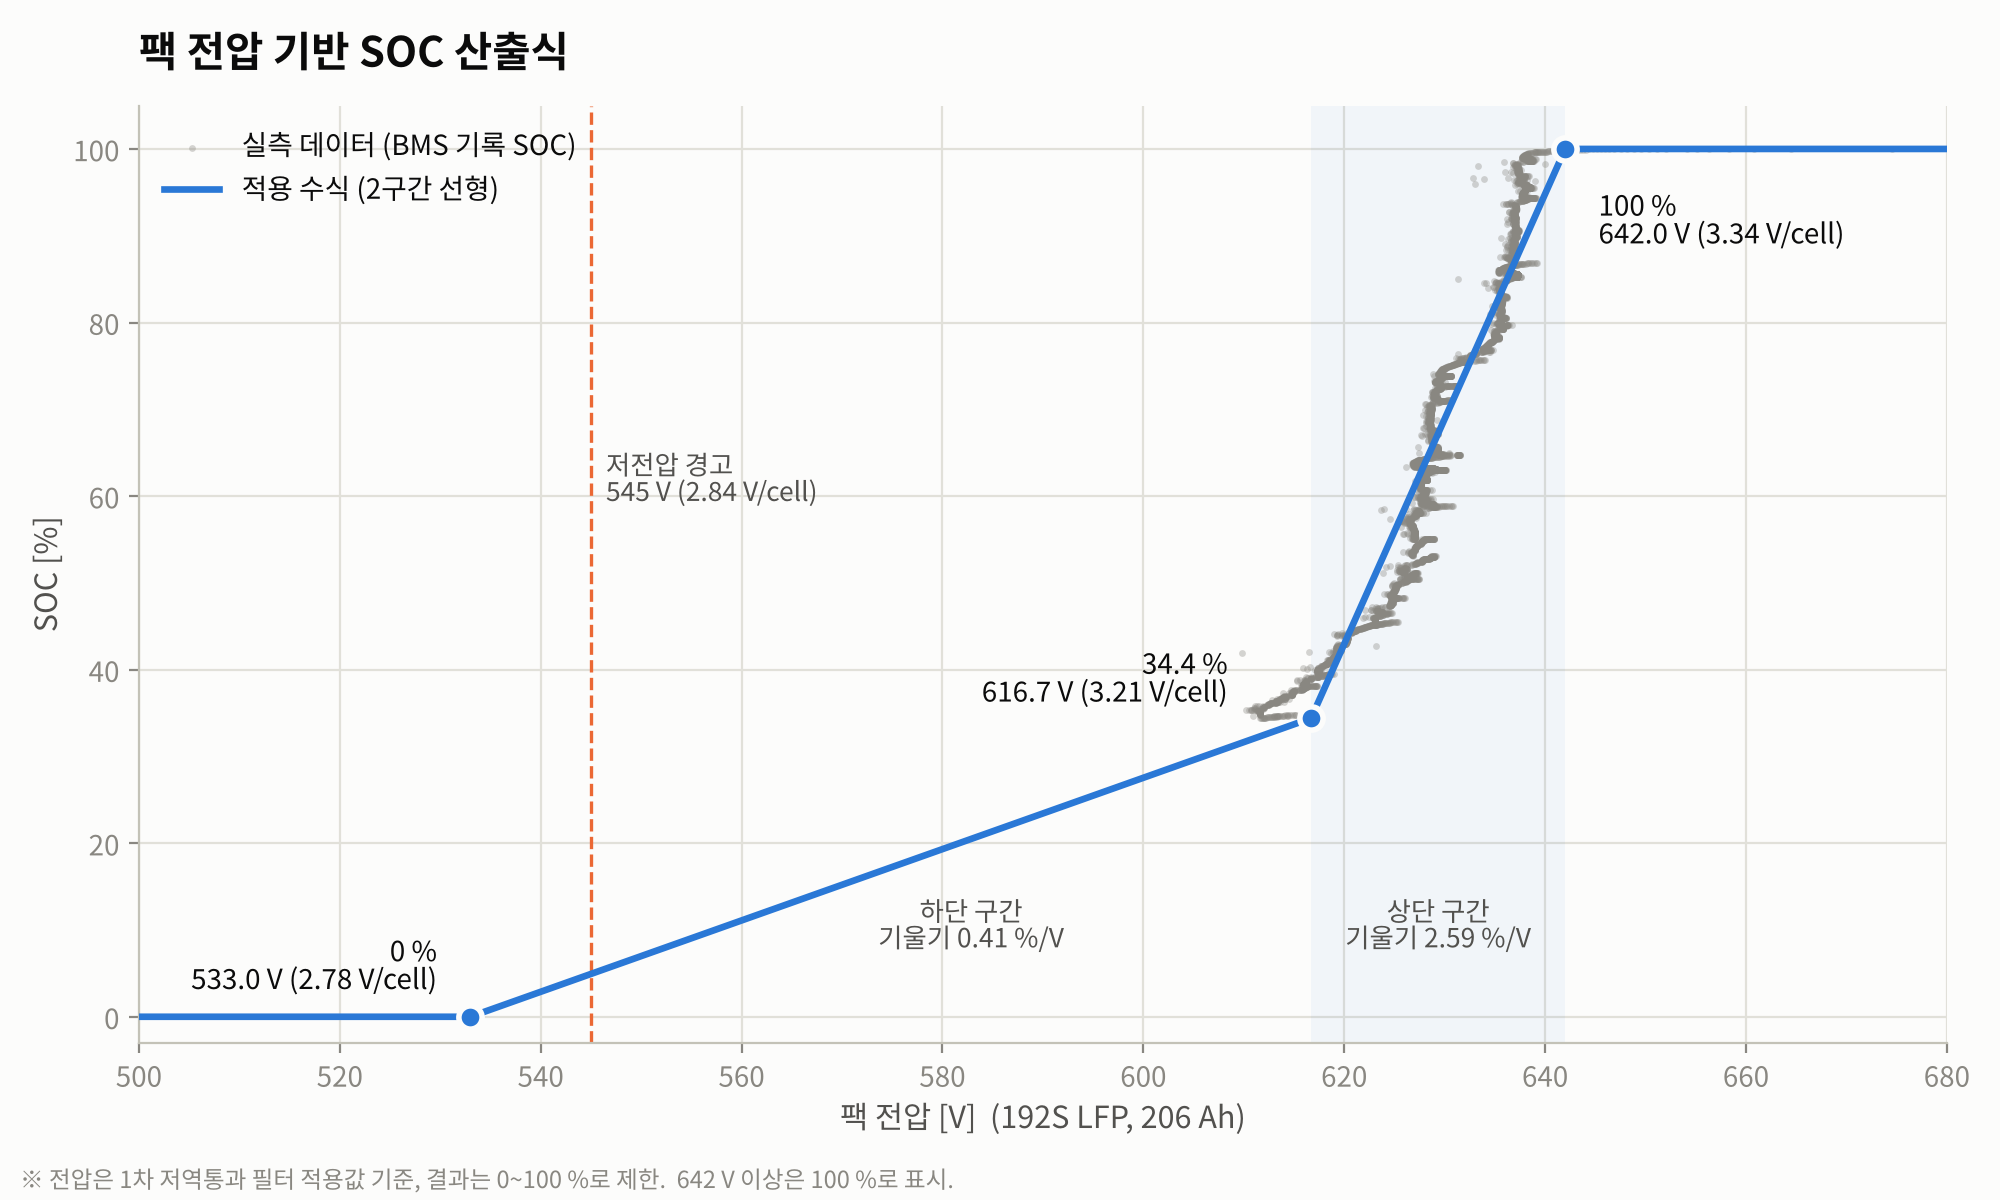 팩 전압 기반 SOC 산출식
실측 데이터 (BMS 기록 SOC)
적용 수식 (2구간 선형)
100 %
642.0 V (3.34 V/cell)
저전압 경고
545 V (2.84 V/cell)
34.4 %
616.7 V (3.21 V/cell)
하단 구간
기울기 0.41 %/V
상단 구간
기울기 2.59 %/V
0 %
533.0 V (2.78 V/cell)
SOC [%]
100
80
60
40
20
0
500 520 540 560 580 600 620 640 660 680
팩 전압 [V]  (192S LFP, 206 Ah)
※ 전압은 1차 저역통과 필터 적용값 기준, 결과는 0~100 %로 제한.  642 V 이상은 100 %로 표시.